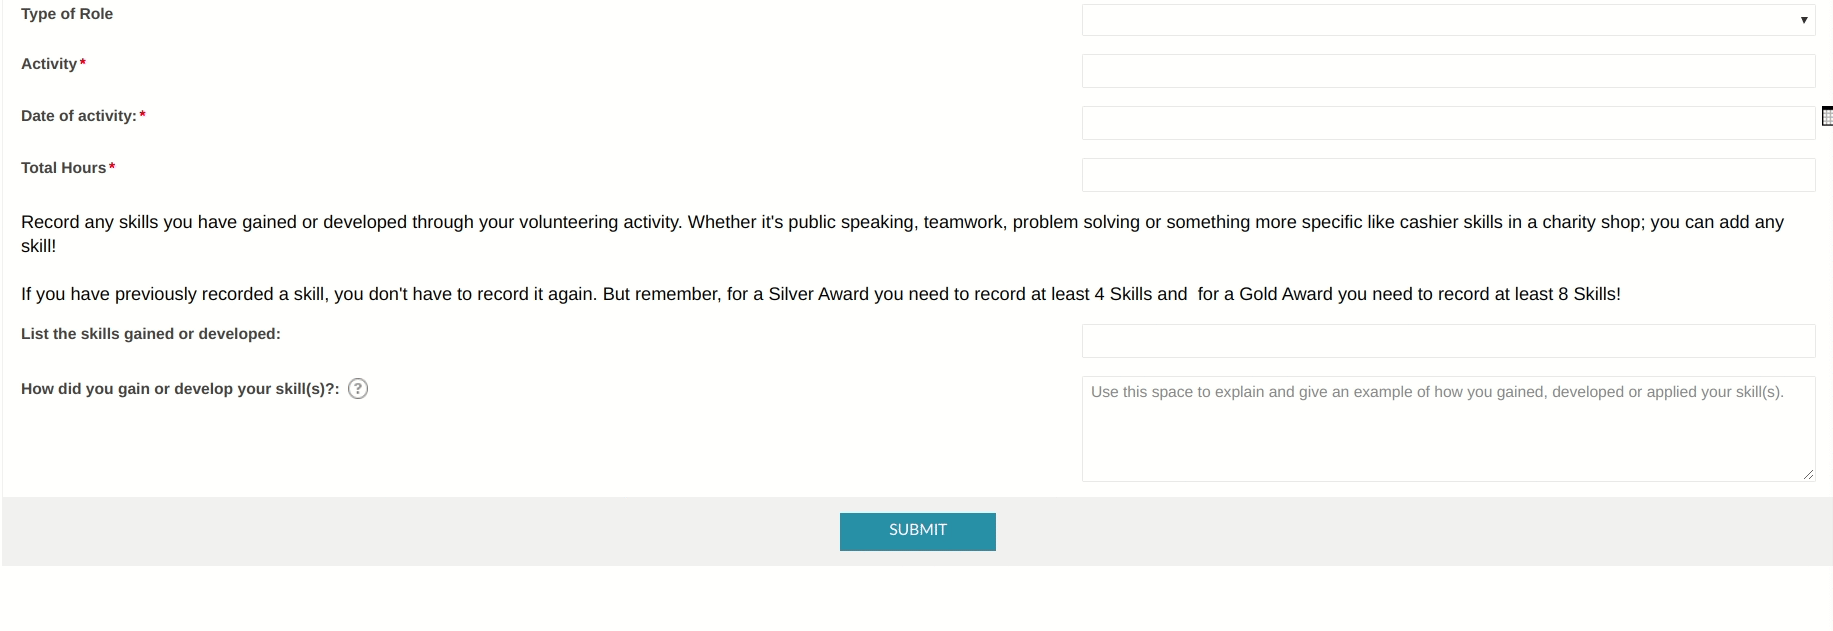 Type of Role
Activity*
Date of activity:*
Total Hours*
Record any skills you have gained or developed through your volunteering activity. Whether it's public speaking, teamwork, problem solving or something more specific like cashier skills in a charity shop; you can add any
skill!
If you have previously recorded a skill, you don't have to record it again. But remember, for a Silver Award you need to record at least 4 Skills and  for a Gold Award you need to record at least 8 Skills!
List the skills gained or developed:
How did you gain or develop your skill(s)?: ?
Use this space to explain and give an example of how you gained, developed or applied your skill(s).
SUBMIT